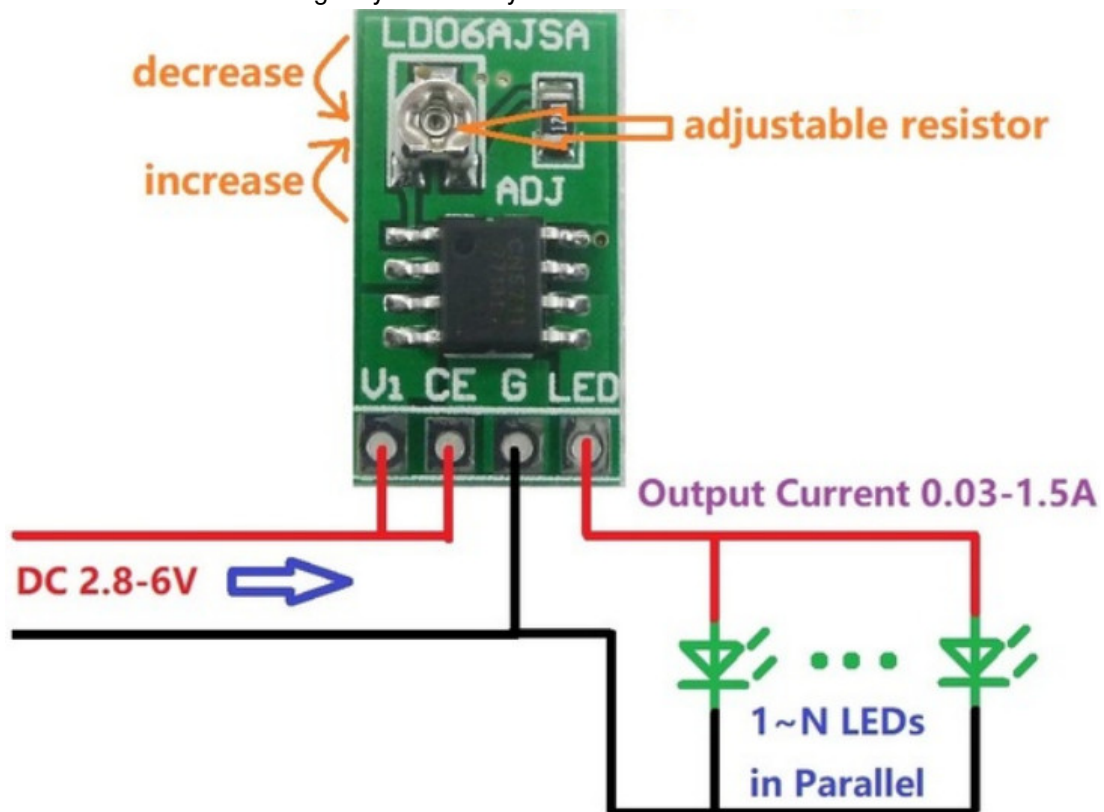 LD06AJSA
decrease
adjustable resistor
increase
ADJ
V1 CE G LED
Output Current 0.03-1.5A
DC 2.8-6V
1~N LEDs
in Parallel